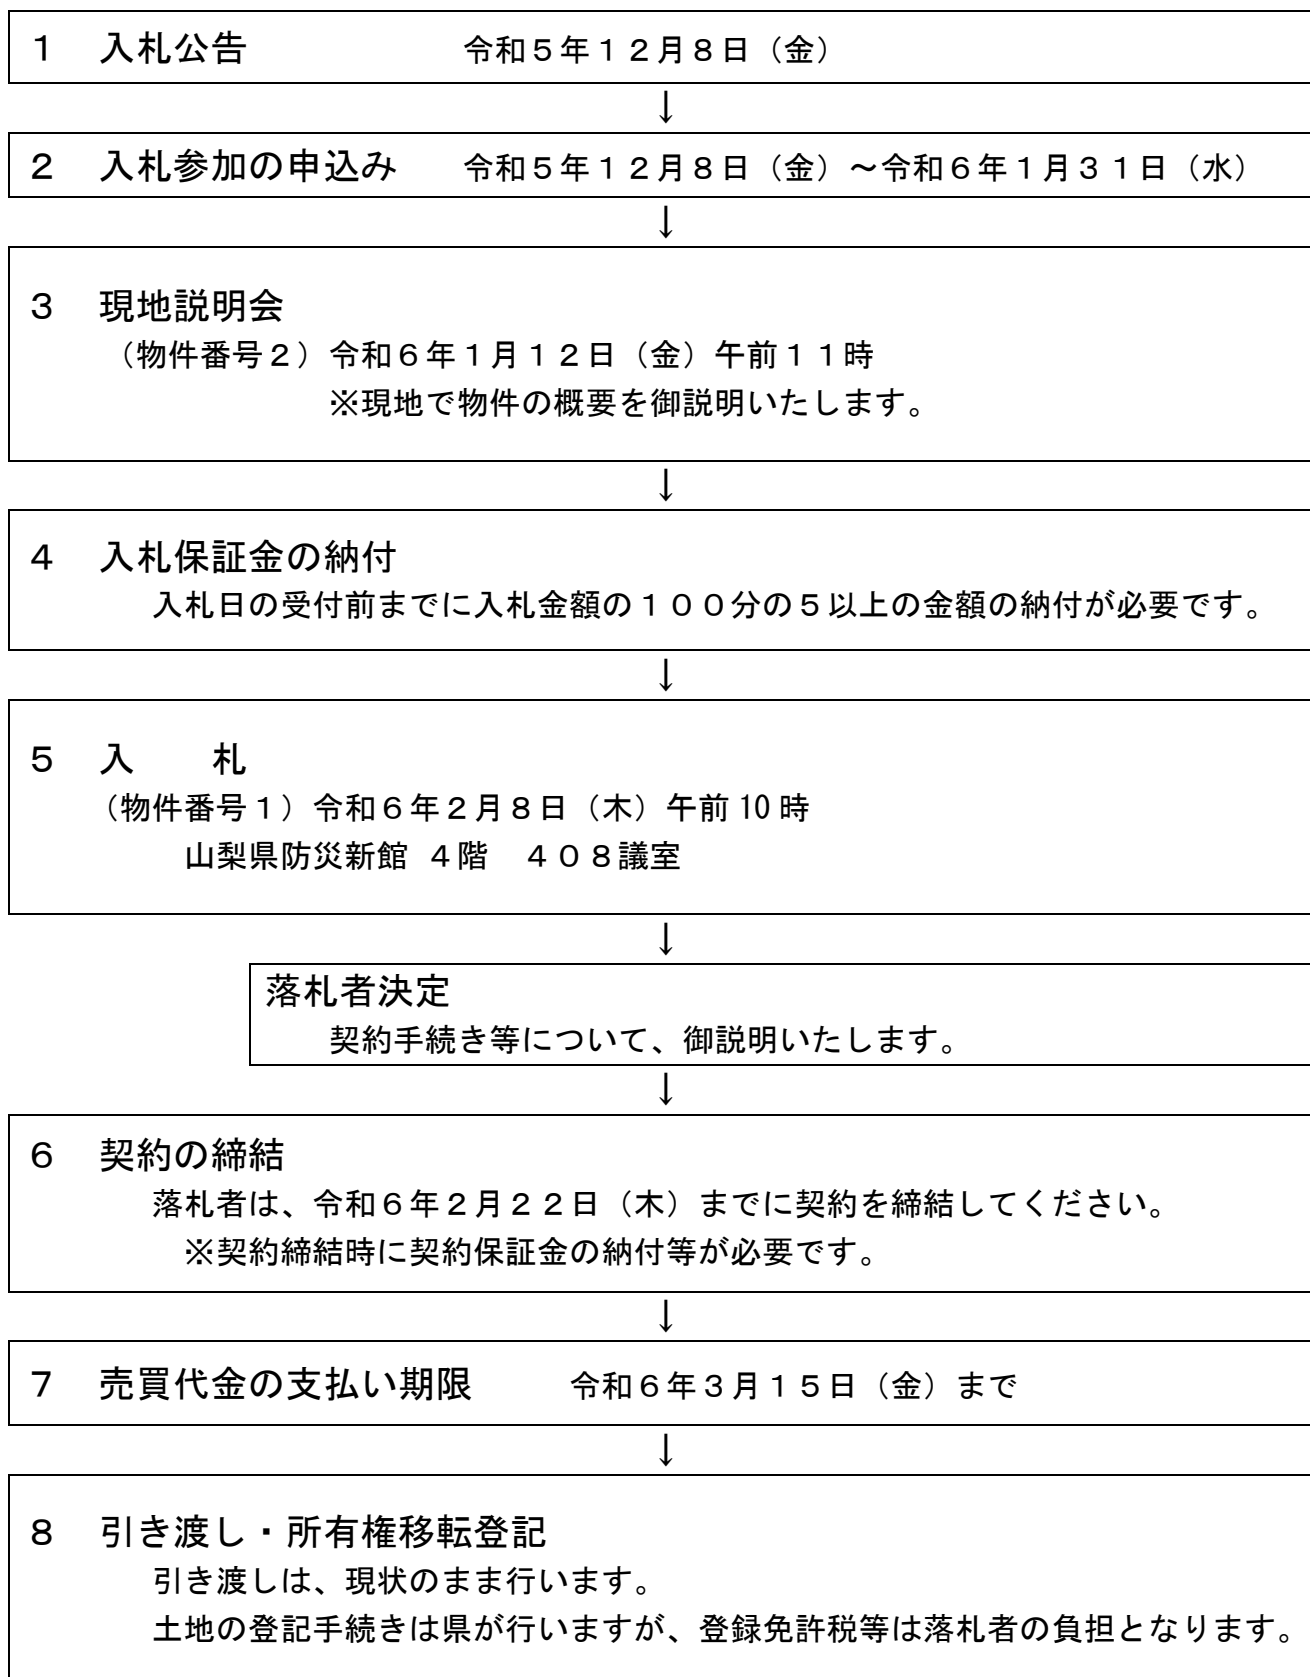 １　入札公告　　　　　　令和５年１２月８日（金）
↓
２　入札参加の申込み　　令和５年１２月８日（金）～令和６年１月３１日（水）
↓
３　現地説明会
（物件番号２）令和６年１月１２日（金）午前１１時
※現地で物件の概要を御説明いたします。
↓
４　入札保証金の納付
入札日の受付前までに入札金額の１００分の５以上の金額の納付が必要です。
↓
５　入　　札
（物件番号１）令和６年２月８日（木）午前10時
山梨県防災新館 ４階　４０８議室
↓
落札者決定
契約手続き等について、御説明いたします。
↓
６　契約の締結
落札者は、令和６年２月２２日（木）までに契約を締結してください。
※契約締結時に契約保証金の納付等が必要です。
↓
７　売買代金の支払い期限　　令和６年３月１５日（金）まで
↓
８　引き渡し・所有権移転登記
引き渡しは、現状のまま行います。
土地の登記手続きは県が行いますが、登録免許税等は落札者の負担となります。